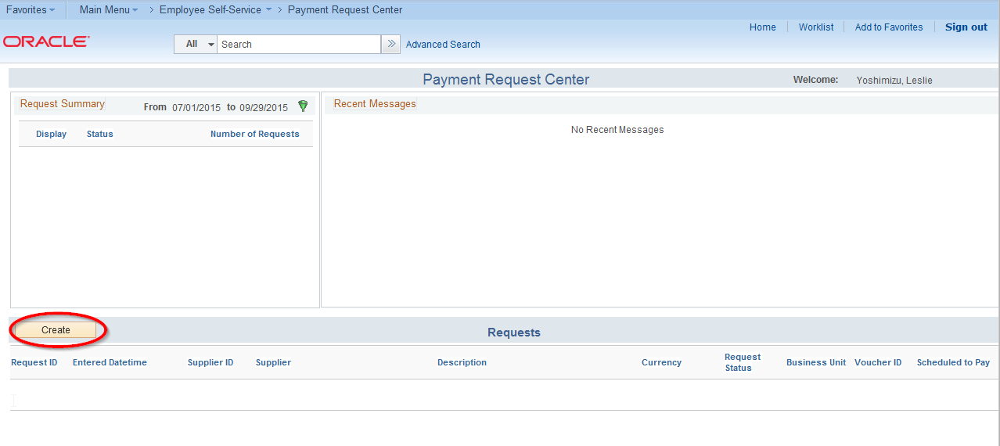 Favorites Main Menu > Employee Self-Service > Payment Request Center
Home Worklist Add to Favorites Sign out
ORACLE All Search Advanced Search
Payment Request Center Welcome: Yoshimizu, Leslie
Request Summary From 07/01/2015 to 09/29/2015
Display Status Number of Requests
Recent Messages
No Recent Messages
Create Requests
Request ID Entered Datetime Supplier ID Supplier Description Currency Request Status Business Unit Voucher ID Scheduled to Pay